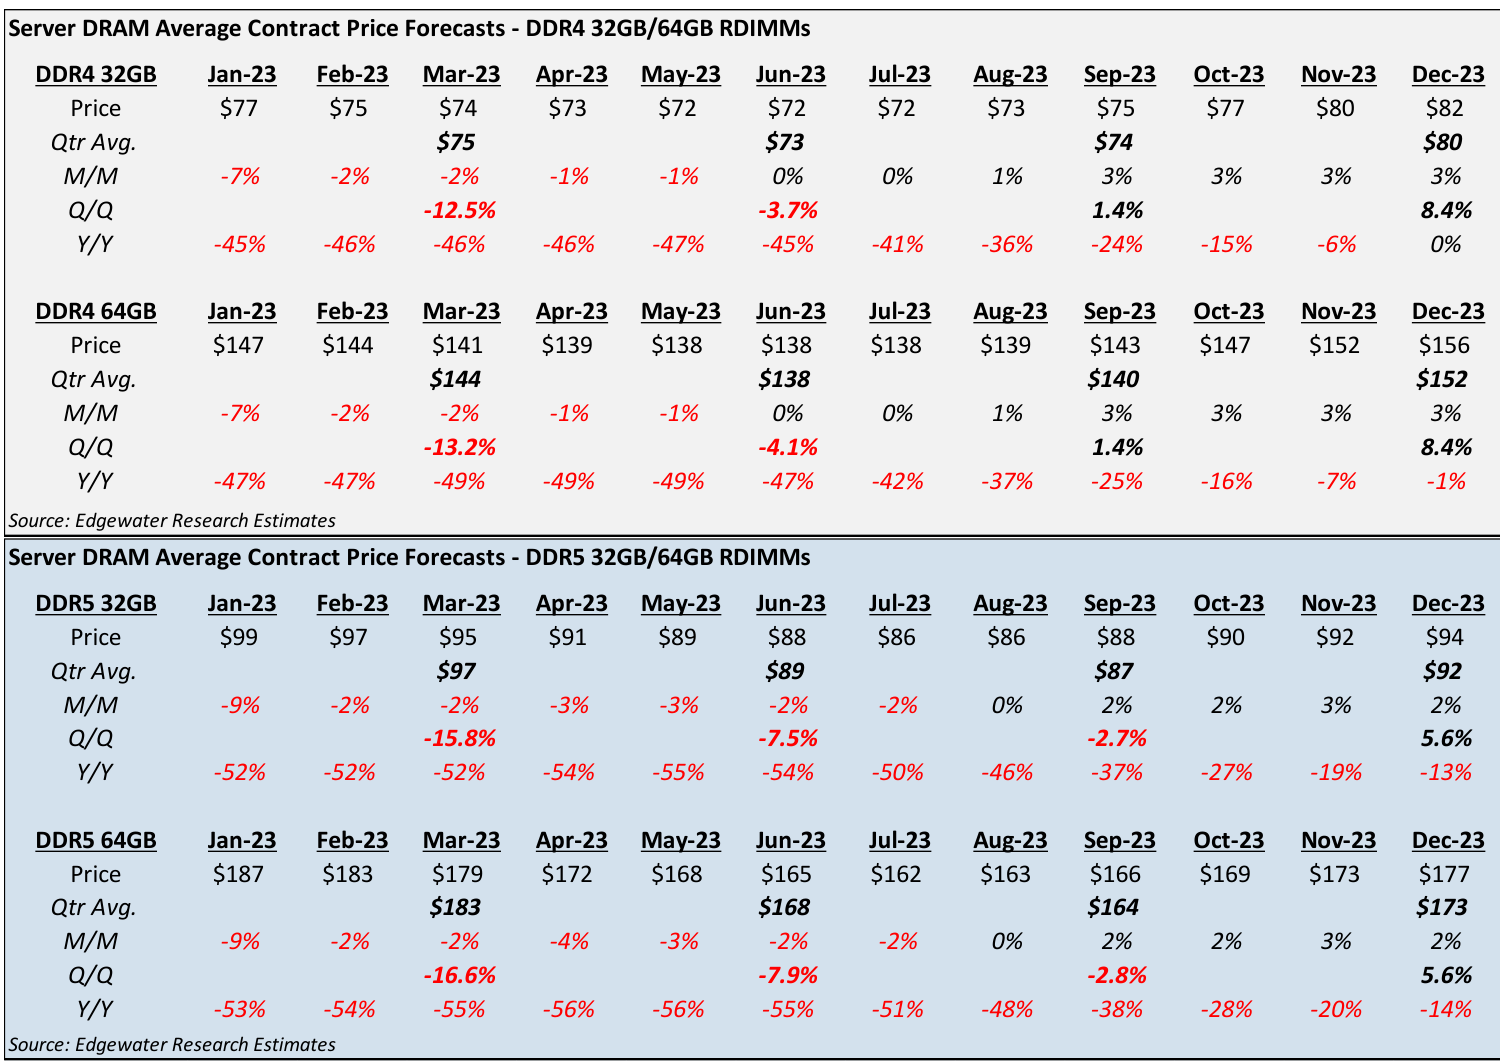 Server DRAM Average Contract Price Forecasts - DDR4 32GB/64GB RDIMMs
DDR4 32GB Jan-23 Feb-23 Mar-23 Apr-23 May-23 Jun-23 Jul-23 Aug-23 Sep-23 Oct-23 Nov-23 Dec-23
Price $77 $75 $74 $73 $72 $72 $72 $73 $75 $77 $80 $82
Qtr Avg. $75 $73 $74 $80
M/M -7% -2% -2% -1% -1% 0% 0% 1% 3% 3% 3% 3%
Q/Q -12.5% -3.7% 1.4% 8.4%
Y/Y -45% -46% -46% -46% -47% -45% -41% -36% -24% -15% -6% 0%
DDR4 64GB Jan-23 Feb-23 Mar-23 Apr-23 May-23 Jun-23 Jul-23 Aug-23 Sep-23 Oct-23 Nov-23 Dec-23
Price $147 $144 $141 $139 $138 $138 $138 $139 $143 $147 $152 $156
Qtr Avg. $144 $138 $140 $152
M/M -7% -2% -2% -1% -1% 0% 0% 1% 3% 3% 3% 3%
Q/Q -13.2% -4.1% 1.4% 8.4%
Y/Y -47% -47% -49% -49% -49% -47% -42% -37% -25% -16% -7% -1%
Source: Edgewater Research Estimates
Server DRAM Average Contract Price Forecasts - DDR5 32GB/64GB RDIMMs
DDR5 32GB Jan-23 Feb-23 Mar-23 Apr-23 May-23 Jun-23 Jul-23 Aug-23 Sep-23 Oct-23 Nov-23 Dec-23
Price $99 $97 $95 $91 $89 $88 $86 $86 $88 $90 $92 $94
Qtr Avg. $97 $89 $87 $92
M/M -9% -2% -2% -3% -3% -2% -2% 0% 2% 2% 3% 2%
Q/Q -15.8% -7.5% -2.7% 5.6%
Y/Y -52% -52% -52% -54% -55% -54% -50% -46% -37% -27% -19% -13%
DDR5 64GB Jan-23 Feb-23 Mar-23 Apr-23 May-23 Jun-23 Jul-23 Aug-23 Sep-23 Oct-23 Nov-23 Dec-23
Price $187 $183 $179 $172 $168 $165 $162 $163 $166 $169 $173 $177
Qtr Avg. $183 $168 $164 $173
M/M -9% -2% -2% -4% -3% -2% -2% 0% 2% 2% 3% 2%
Q/Q -16.6% -7.9% -2.8% 5.6%
Y/Y -53% -54% -55% -56% -56% -55% -51% -48% -38% -28% -20% -14%
Source: Edgewater Research Estimates